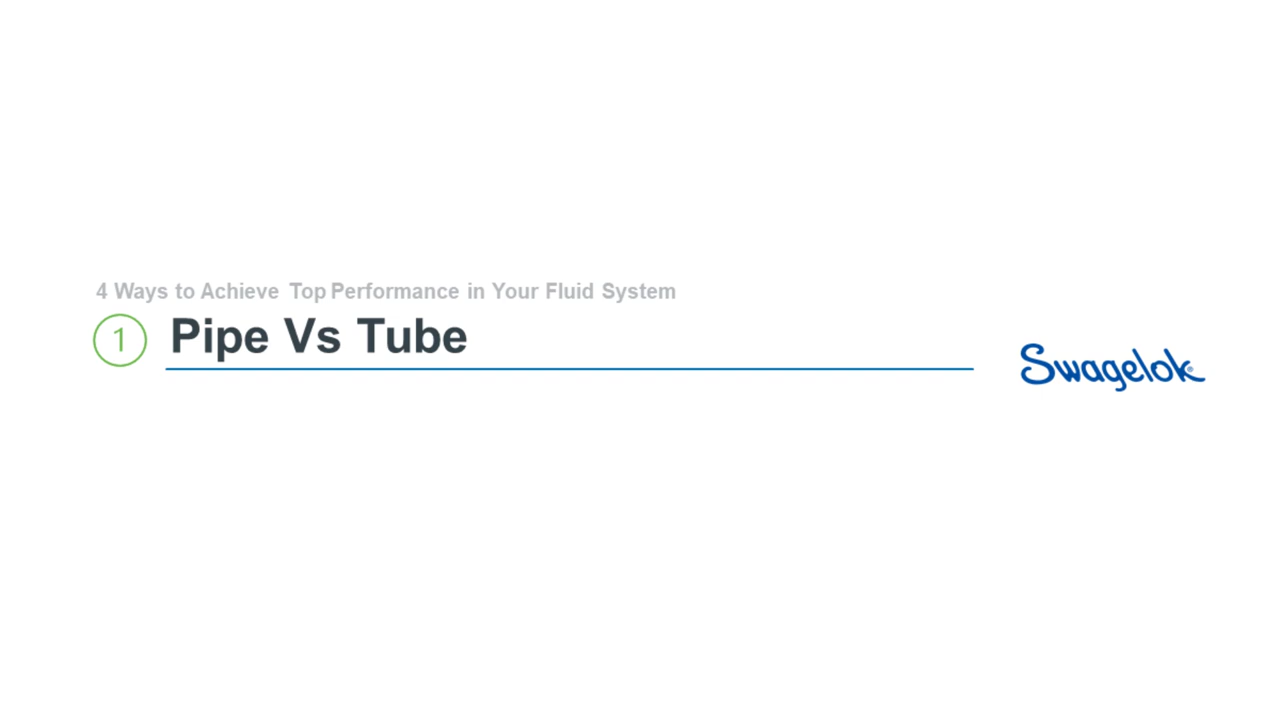 4 Ways to Achieve Top Performance in Your Fluid System
1 Pipe Vs Tube
Swagelok®